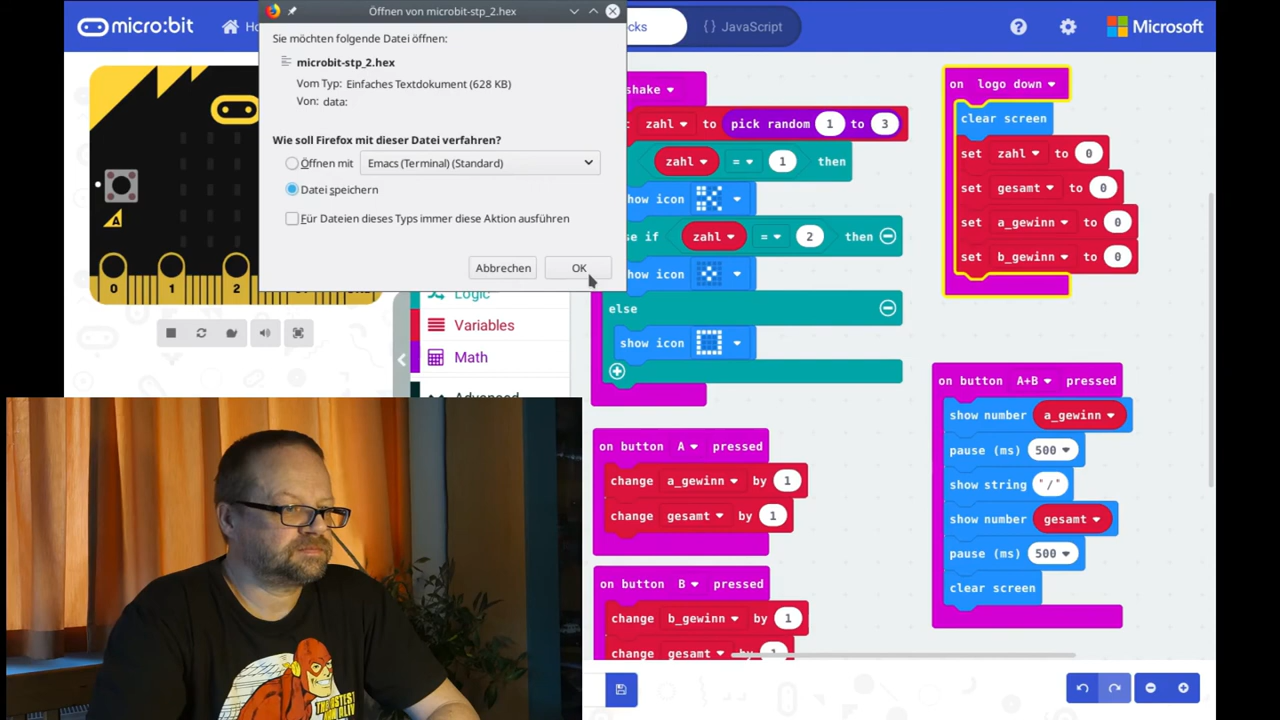 micro:bit
Ho
Öffnen von microbit-stp_2.hex
Sie möchten folgende Datei öffnen:
microbit-stp_2.hex
Vom Typ: Einfaches Textdokument (628 KB)
Von: data:
Wie soll Firefox mit dieser Datei verfahren?
Öffnen mit Emacs (Terminal) (Standard)
Datei speichern
Für Dateien dieses Typs immer diese Aktion ausführen
Abbrechen OK
cks
{ } JavaScript
?
Microsoft
A
0 1 2
Logic
Variables
Math
Advanced
shake
zahl to pick random 1 to 3
zahl = 1 then
how icon
se if zahl = 2 then
how icon
else
show icon
on button A pressed
change a_gewinn by 1
change gesamt by 1
on button B pressed
change b_gewinn by 1
change gesamt by 1
on logo down
clear screen
set zahl to 0
set gesamt to 0
set a_gewinn to 0
set b_gewinn to 0
on button A+B pressed
show number a_gewinn
pause (ms) 500
show string "/"
show number gesamt
pause (ms) 500
clear screen